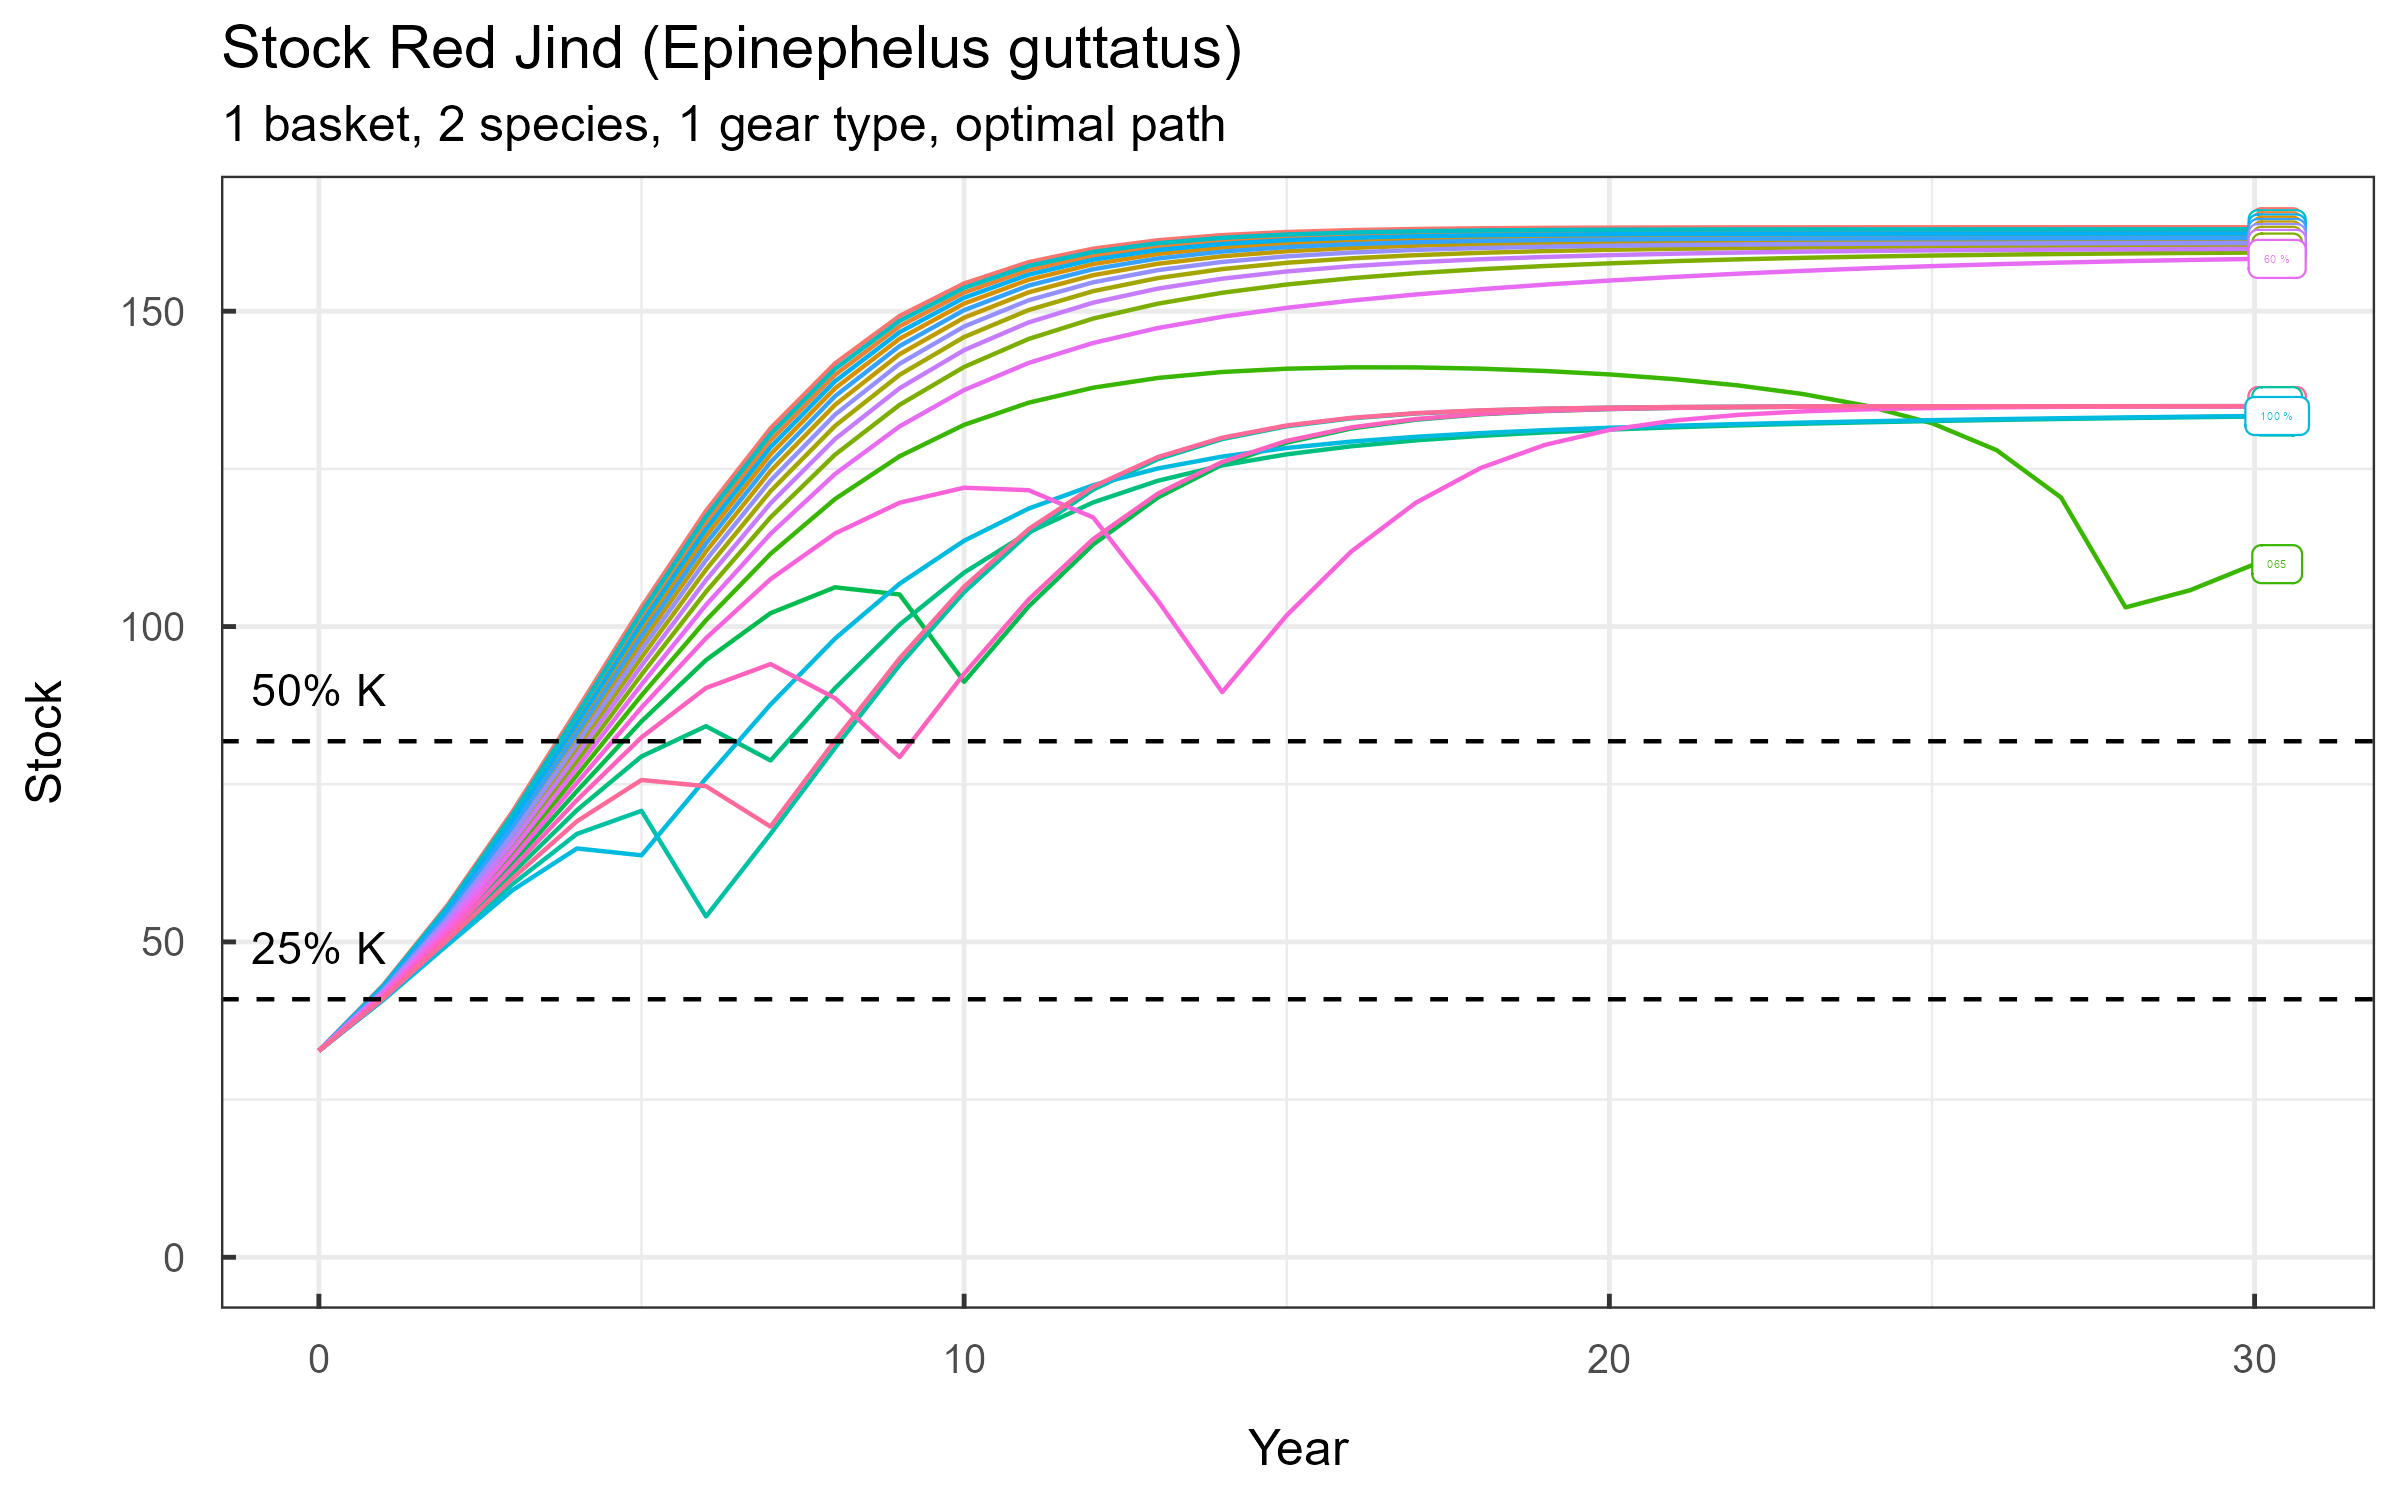 Stock Red Jind (Epinephelus guttatus)
1 basket, 2 species, 1 gear type, optimal path
150
100
50
0
Stock
50% K
25% K
60 %
100 %
065
0
10
20
30
Year